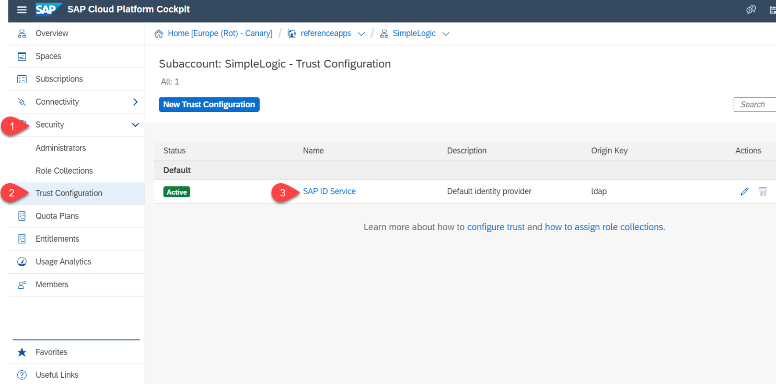 SAP SAP Cloud Platform Cockpit
Overview
Home [Europe (Rot) - Canary] / referenceapps / SimpleLogic
Spaces
Subscriptions
Connectivity
1 Security
Administrators
Role Collections
2 Trust Configuration
Quota Plans
Entitlements
Usage Analytics
Members
Favorites
Useful Links
Subaccount: SimpleLogic - Trust Configuration
All: 1
New Trust Configuration
Search
Status Name Description Origin Key Actions
Default
Active 3 SAP ID Service Default identity provider ldap
Learn more about how to configure trust and how to assign role collections.